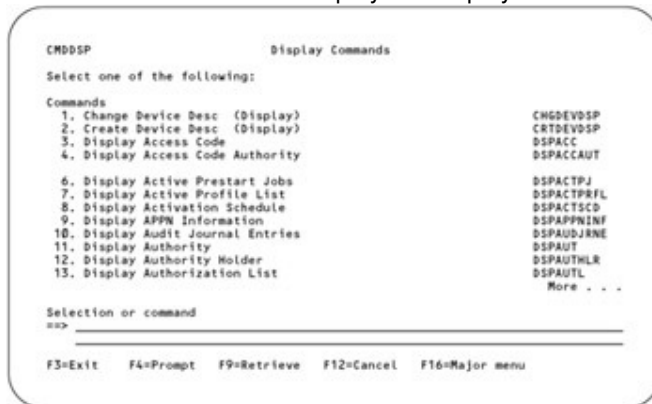 CMDDSP Display Commands
Select one of the following:
Commands
1. Change Device Desc (Display) CHGDEVDSP
2. Create Device Desc (Display) CRTDEVDSP
3. Display Access Code DSPACC
4. Display Access Code Authority DSPACCAUT
6. Display Active Prestart Jobs DSPACTPJ
7. Display Active Profile List DSPACTPRFL
8. Display Activation Schedule DSPACTSCD
9. Display APPN Information DSPAPPNINF
10. Display Audit Journal Entries DSPAUDJRNE
11. Display Authority DSPAUT
12. Display Authority Holder DSPAUTHLR
13. Display Authorization List DSPAUTL
More . . .
Selection or command
==>
F3=Exit F4=Prompt F9=Retrieve F12=Cancel F16=Major menu